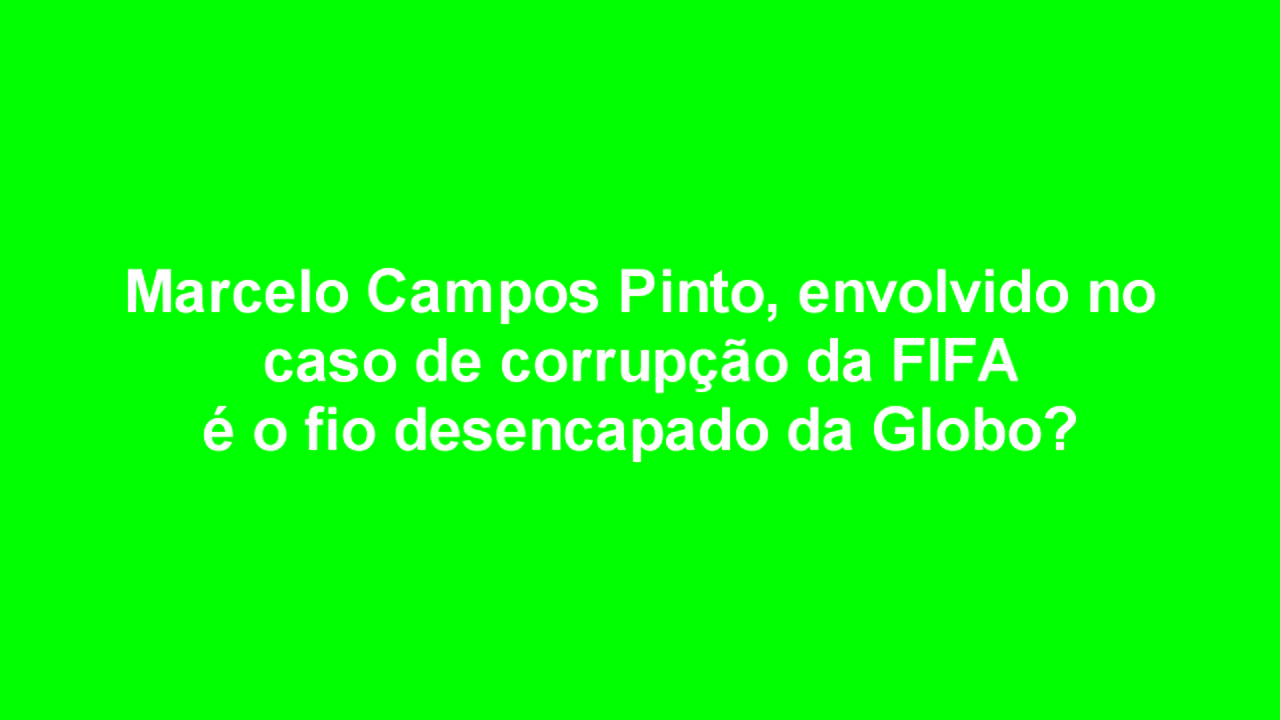 Marcelo Campos Pinto, envolvido no
caso de corrupção da FIFA
é o fio desencapado da Globo?